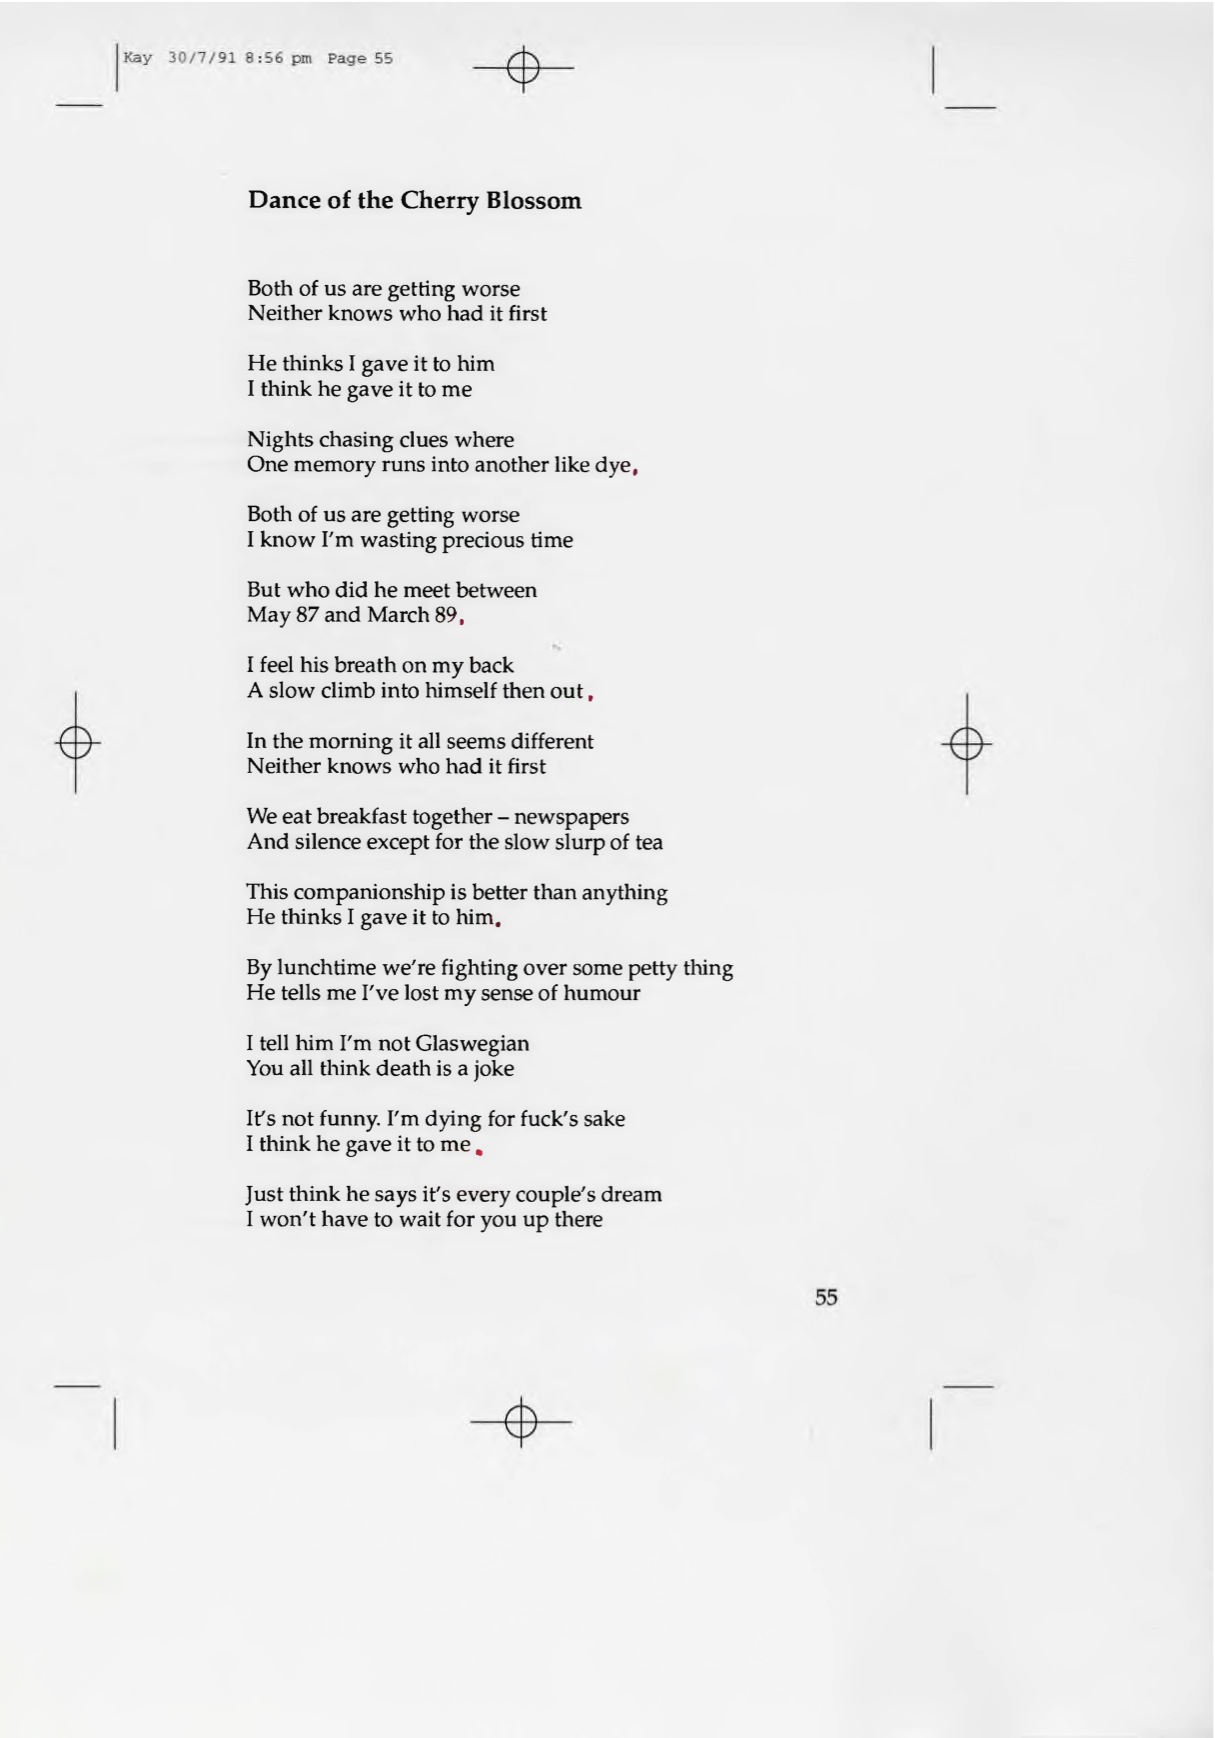 Kay 30/7/91 8:56 pm Page 55
Dance of the Cherry Blossom
Both of us are getting worse
Neither knows who had it first
He thinks I gave it to him
I think he gave it to me
Nights chasing clues where
One memory runs into another like dye.
Both of us are getting worse
I know I'm wasting precious time
But who did he meet between
May 87 and March 89.
I feel his breath on my back
A slow climb into himself then out.
In the morning it all seems different
Neither knows who had it first
We eat breakfast together – newspapers
And silence except for the slow slurp of tea
This companionship is better than anything
He thinks I gave it to him.
By lunchtime we're fighting over some petty thing
He tells me I've lost my sense of humour
I tell him I'm not Glaswegian
You all think death is a joke
It's not funny. I'm dying for fuck's sake
I think he gave it to me.
Just think he says it's every couple's dream
I won't have to wait for you up there
55